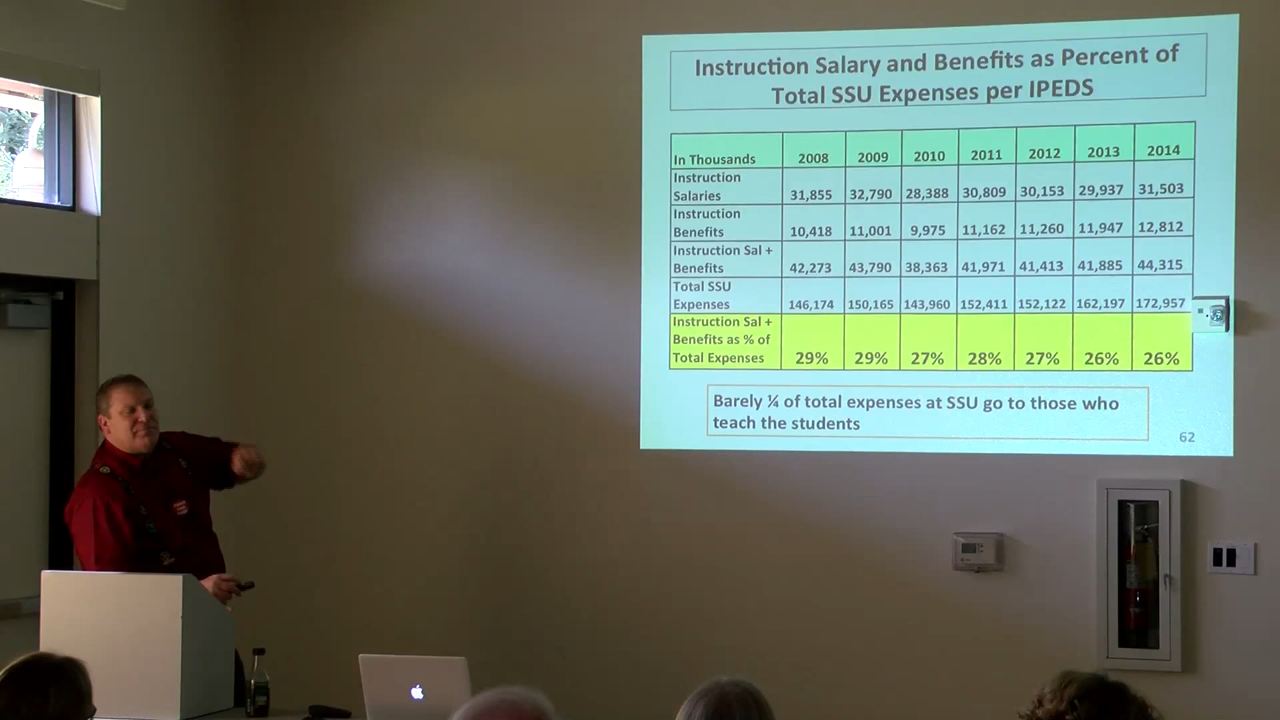 Instruction Salary and Benefits as Percent of
Total SSU Expenses per IPEDS
In Thousands 2008 2009 2010 2011 2012 2013 2014
Instruction
Salaries 31,855 32,790 28,388 30,809 30,153 29,937 31,503
Instruction
Benefits 10,418 11,001 9,975 11,162 11,260 11,947 12,812
Instruction Sal +
Benefits 42,273 43,790 38,363 41,971 41,413 41,885 44,315
Total SSU
Expenses 146,174 150,165 143,960 152,411 152,122 162,197 172,957
Instruction Sal +
Benefits as % of
Total Expenses 29% 29% 27% 28% 27% 26% 26%
Barely ¼ of total expenses at SSU go to those who
teach the students
62